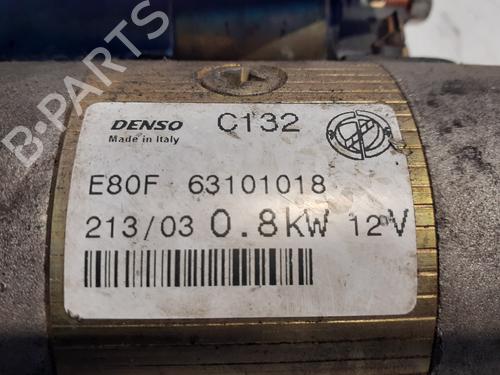 DENSO C132
Made in Italy
E80F 63101018
213/03 0.8kW 12V
B-PARTS